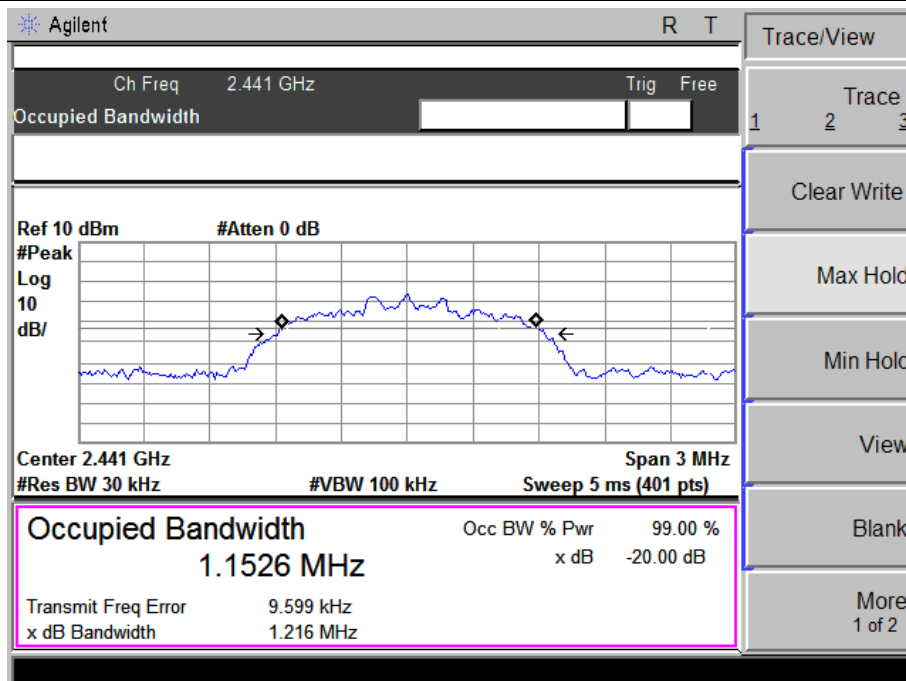 Agilent R T
Ch Freq 2.441 GHz Trig Free
Occupied Bandwidth
Ref 10 dBm #Atten 0 dB
#Peak
Log
10
dB/
Center 2.441 GHz Span 3 MHz
#Res BW 30 kHz #VBW 100 kHz Sweep 5 ms (401 pts)
Occupied Bandwidth Occ BW % Pwr 99.00 %
1.1526 MHz x dB -20.00 dB
Transmit Freq Error 9.599 kHz
x dB Bandwidth 1.216 MHz
Trace/View
Trace
1 2 3
Clear Write
Max Hold
Min Hold
View
Blank
More
1 of 2